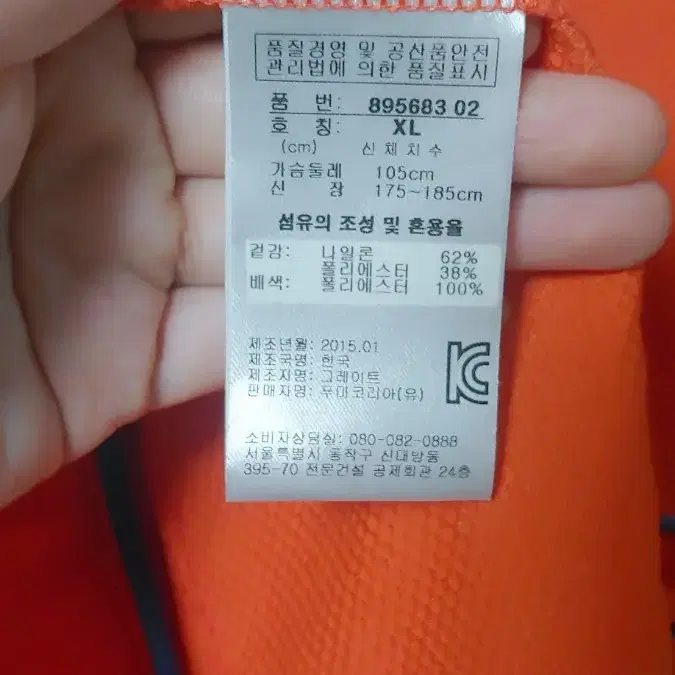 품질경영 및 공산품안전
관리법에 의한 품질표시
품 번: 895683 02
호 칭: XL
(cm) 신체치수
가슴둘레 105cm
신 장 175~185cm
섬유의 조성 및 혼용율
겉감: 나일론 62%
폴리에스터 38%
배색: 폴리에스터 100%
제조년월: 2015.01
제조국명: 한국
제조자명: 그레이트
판매자명: 푸마코리아(유)
KC
소비자상담실: 080-082-0888
서울특별시 동작구 신대방동
395-70 전문건설 공제회관 24층